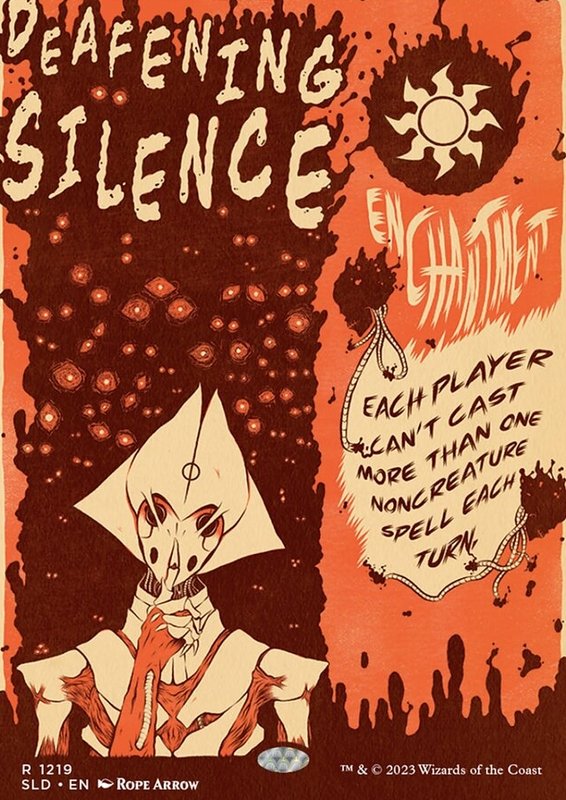 DEAFENING
SILENCE
ENCHANTMENT
EACH PLAYER
CAN'T CAST
MORE THAN ONE
NONCREATURE
SPELL EACH
TURN.
R 1219
SLD • EN ROPE ARROW
™ & © 2023 Wizards of the Coast